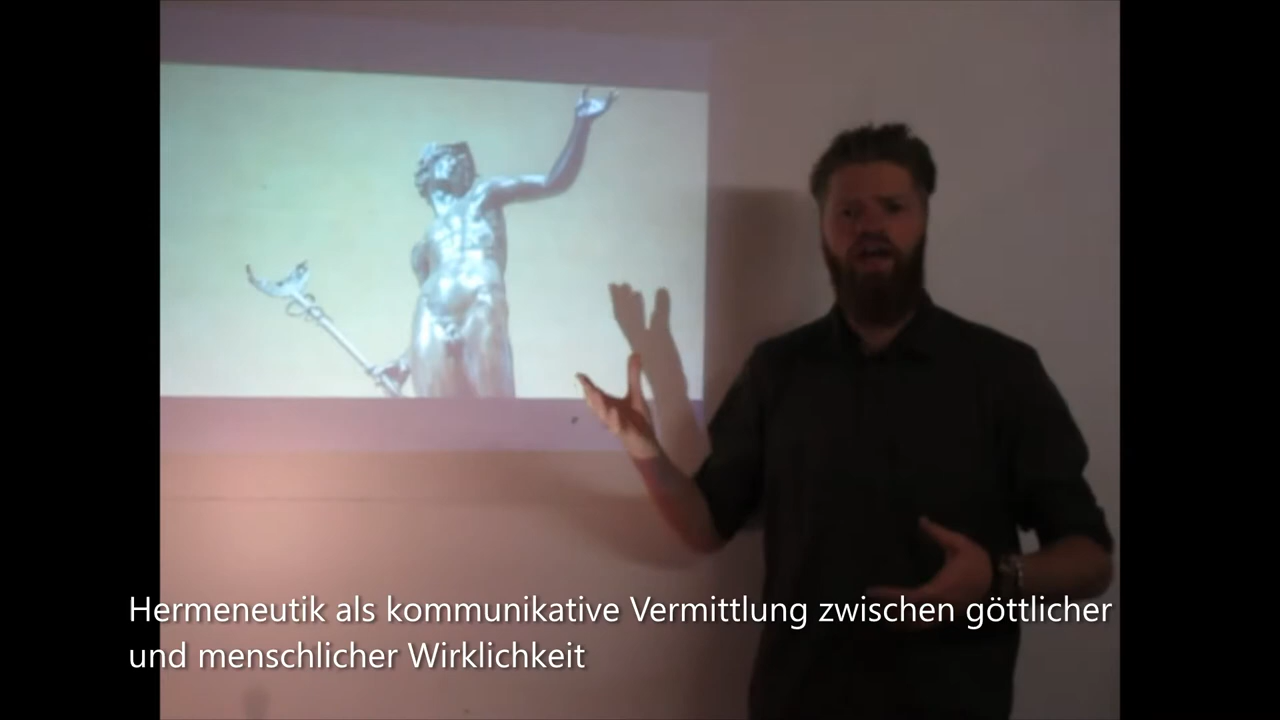 Hermeneutik als kommunikative Vermittlung zwischen göttlicher
und menschlicher Wirklichkeit